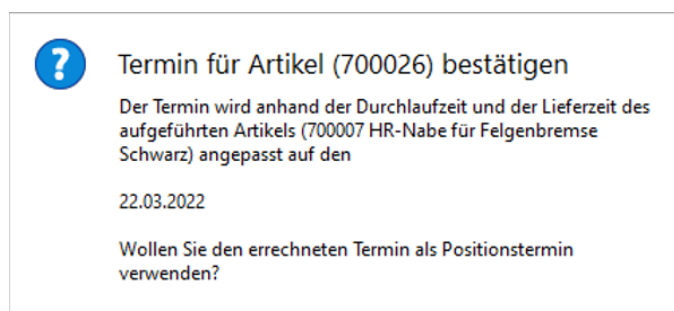 Termin für Artikel (700026) bestätigen
Der Termin wird anhand der Durchlaufzeit und der Lieferzeit des
aufgeführten Artikels (700007 HR-Nabe für Felgenbremse
Schwarz) angepasst auf den
22.03.2022
Wollen Sie den errechneten Termin als Positionstermin
verwenden?